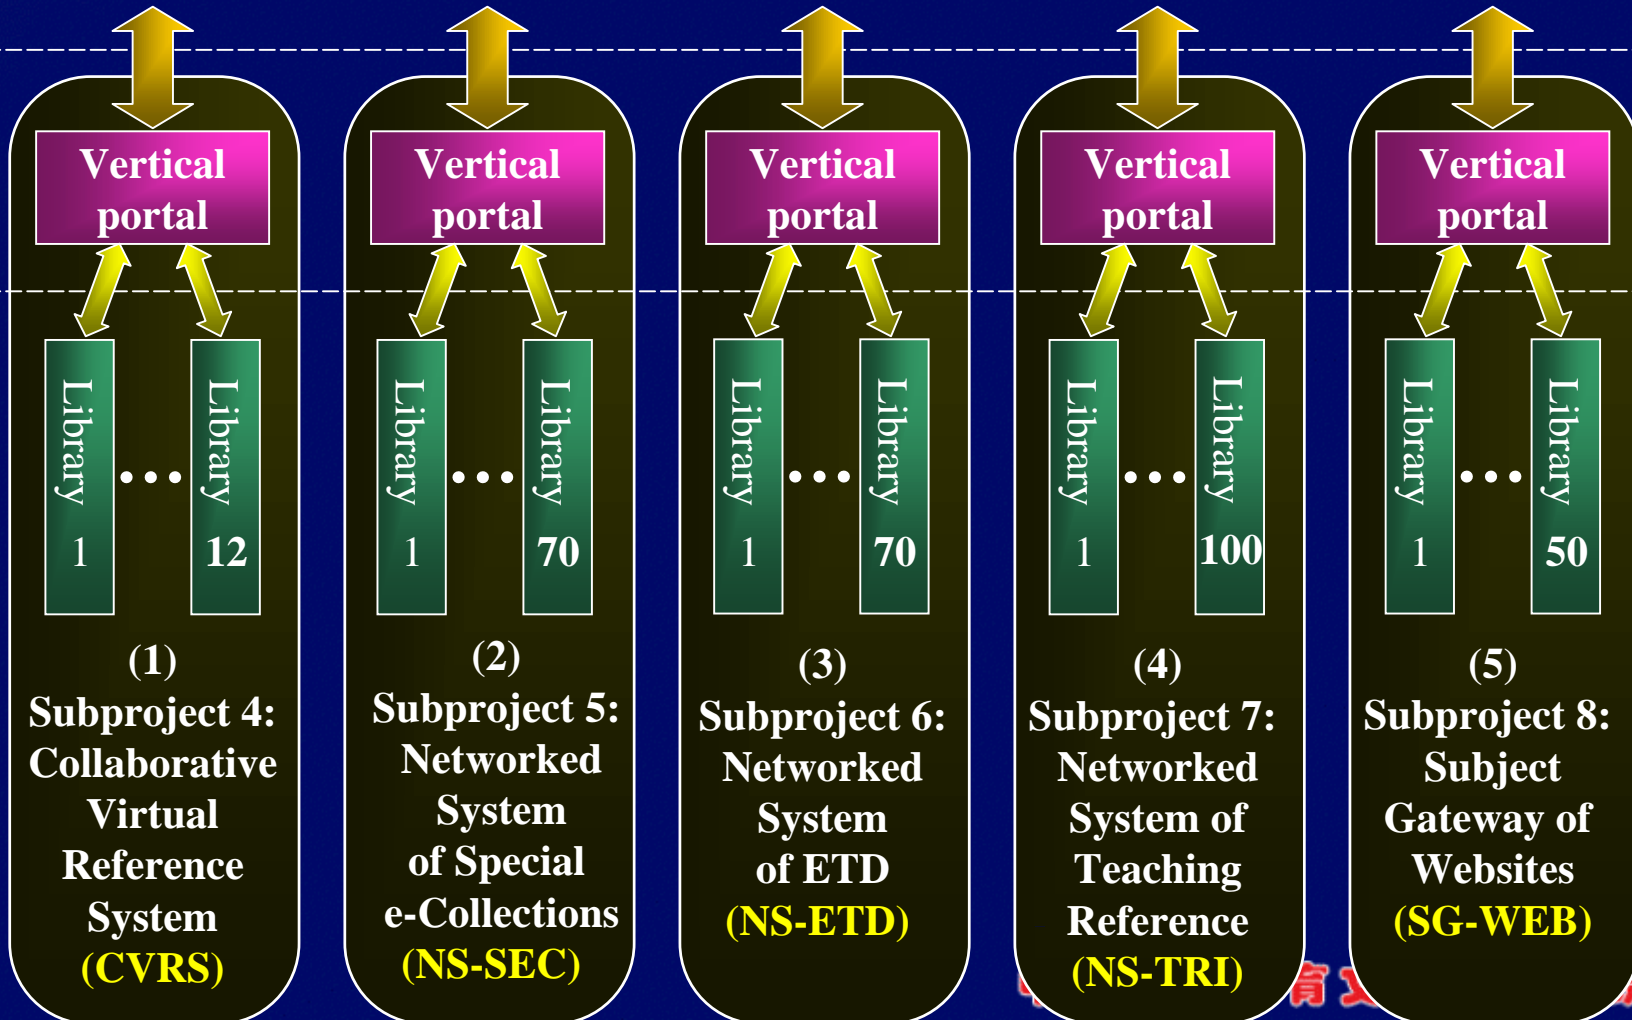 Vertical
portal
Library 1
...
Library 12
(1)
Subproject 4:
Collaborative
Virtual
Reference
System
(CVRS)
Vertical
portal
Library 1
...
Library 70
(2)
Subproject 5:
Networked
System
of Special
e-Collections
(NS-SEC)
Vertical
portal
Library 1
...
Library 70
(3)
Subproject 6:
Networked
System
of ETD
(NS-ETD)
Vertical
portal
Library 1
...
Library 100
(4)
Subproject 7:
Networked
System of
Teaching
Reference
(NS-TRI)
Vertical
portal
Library 1
...
Library 50
(5)
Subproject 8:
Subject
Gateway of
Websites
(SG-WEB)
育